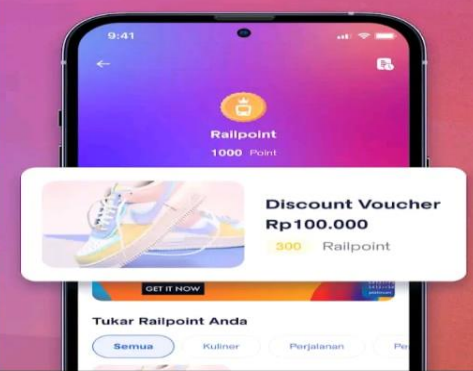 9:41
Railpoint
1000 Point
Discount Voucher
Rp100.000
300 Railpoint
GET IT NOW
Tukar Railpoint Anda
Semua Kuliner Perjalanan Pe